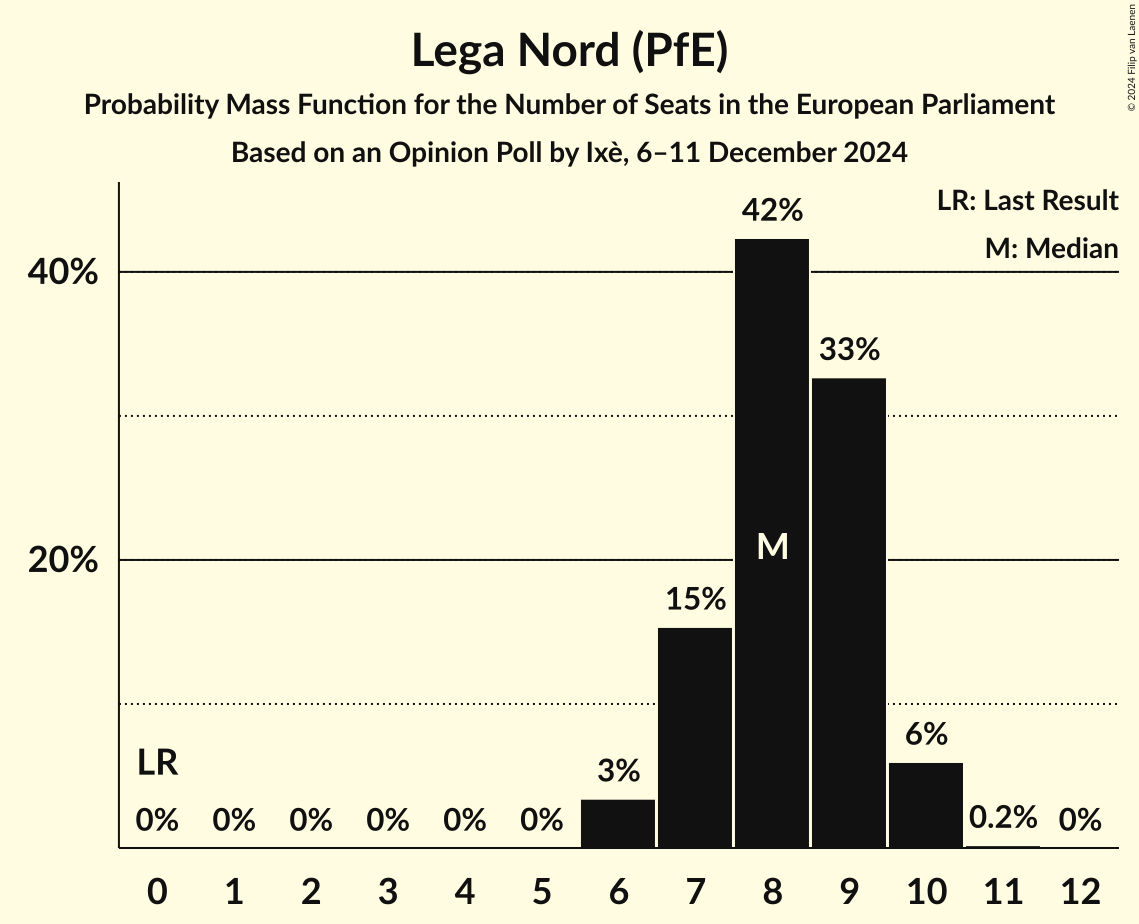 Lega Nord (PfE)
Probability Mass Function for the Number of Seats in the European Parliament
Based on an Opinion Poll by Ixè, 6–11 December 2024
© 2024 Filip van Laenen
LR: Last Result
M: Median
40%
20%
42%
33%
M
15%
6%
3%
LR
0% 0% 0% 0% 0% 0% 0.2% 0%
0 1 2 3 4 5 6 7 8 9 10 11 12